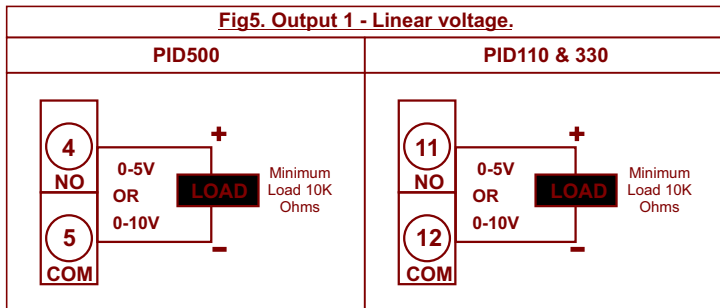 Fig5. Output 1 - Linear voltage.
PID500
PID110 & 330
4
NO
5
COM
0-5V
OR
0-10V
+
LOAD
−
Minimum
Load 10K
Ohms
11
NO
12
COM
0-5V
OR
0-10V
+
LOAD
−
Minimum
Load 10K
Ohms